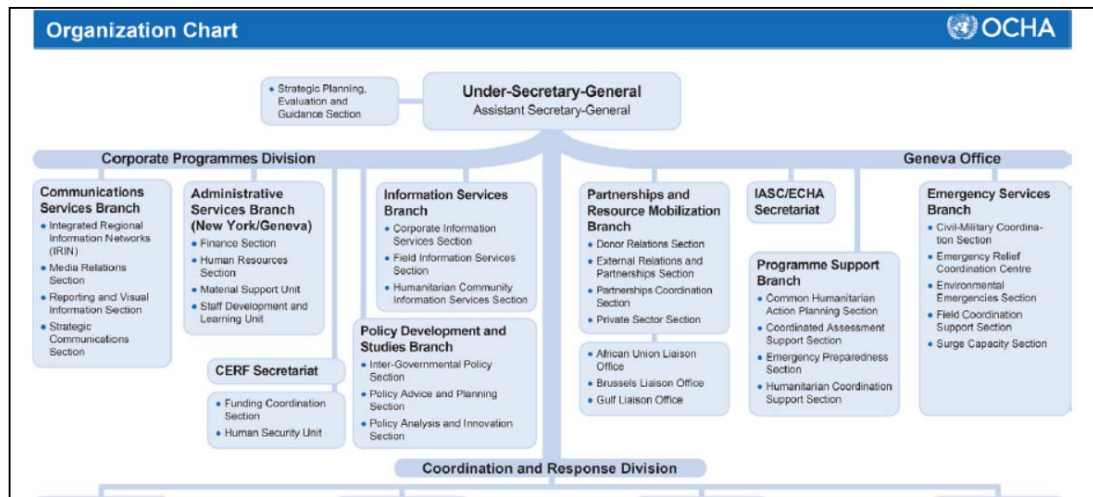 Organization Chart
OCHA
Strategic Planning,
Evaluation and
Guidance Section
Under-Secretary-General
Assistant Secretary-General
Corporate Programmes Division
Geneva Office
Communications
Services Branch
Integrated Regional
Information Networks
(IRIN)
Media Relations
Section
Reporting and Visual
Information Section
Strategic
Communications
Section
Administrative
Services Branch
(New York/Geneva)
Finance Section
Human Resources
Section
Material Support Unit
Staff Development and
Learning Unit
CERF Secretariat
Funding Coordination
Section
Human Security Unit
Information Services
Branch
Corporate Information
Services Section
Field Information Services
Section
Humanitarian Community
Information Services Section
Policy Development and
Studies Branch
Inter-Governmental Policy
Section
Policy Advice and Planning
Section
Policy Analysis and Innovation
Section
Partnerships and
Resource Mobilization
Branch
Donor Relations Section
External Relations and
Partnerships Section
Partnerships Coordination
Section
Private Sector Section
African Union Liaison
Office
Brussels Liaison Office
Gulf Liaison Office
IASC/ECHA
Secretariat
Programme Support
Branch
Common Humanitarian
Action Planning Section
Coordinated Assessment
Support Section
Emergency Preparedness
Section
Humanitarian Coordination
Support Section
Emergency Services
Branch
Civil-Military Coordina-
tion Section
Emergency Relief
Coordination Centre
Environmental
Emergencies Section
Field Coordination
Support Section
Surge Capacity Section
Coordination and Response Division